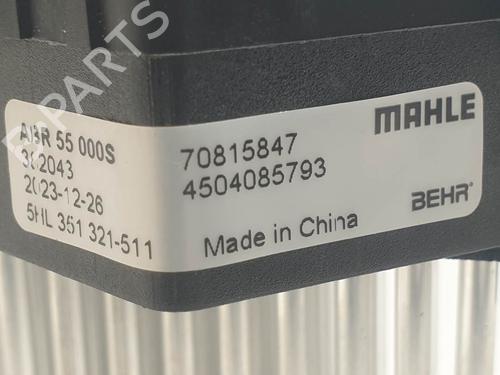 ABR 55 000S
2023-12-26
5HL 351 321-511
70815847
4504085793
Made in China
MAHLE
BEHR
PARTS